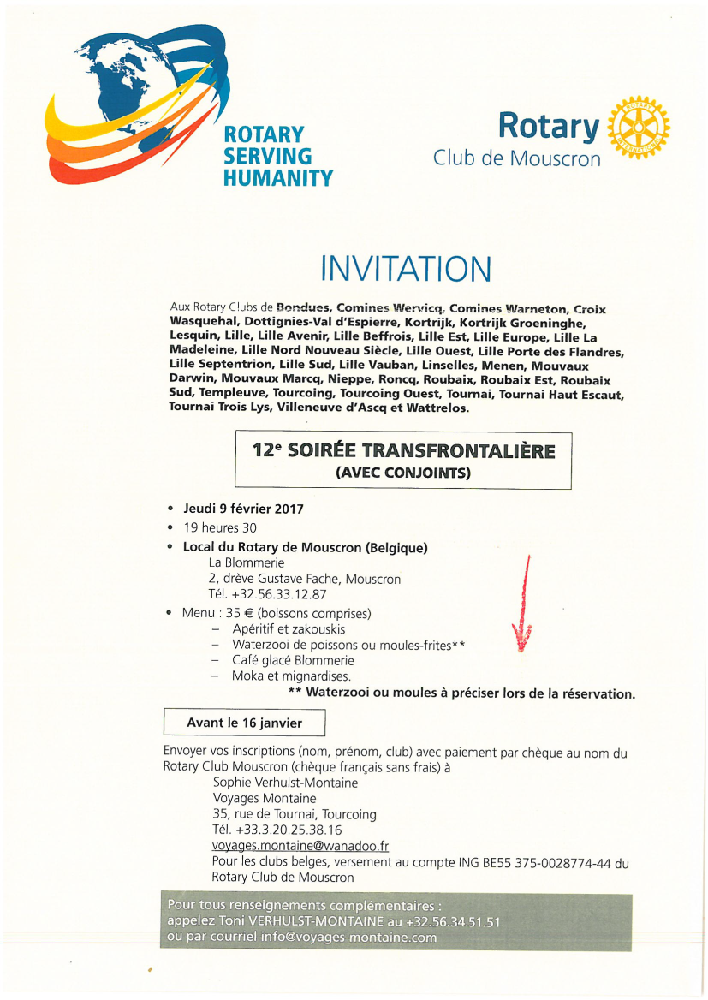 ROTARY
SERVING
HUMANITY
Rotary
Club de Mouscron
ROTARY
INTERNATIONAL
INVITATION
Aux Rotary Clubs de Bondues, Comines Wervicq, Comines Warneton, Croix
Wasquehal, Dottignies-Val d'Espierre, Kortrijk, Kortrijk Groeninghe,
Lesquin, Lille, Lille Avenir, Lille Beffrois, Lille Est, Lille Europe, Lille La
Madeleine, Lille Nord Nouveau Siècle, Lille Ouest, Lille Porte des Flandres,
Lille Septentrion, Lille Sud, Lille Vauban, Linselles, Menen, Mouvaux
Darwin, Mouvaux Marcq, Nieppe, Roncq, Roubaix, Roubaix Est, Roubaix
Sud, Templeuve, Tourcoing, Tourcoing Ouest, Tournai, Tournai Haut Escaut,
Tournai Trois Lys, Villeneuve d'Ascq et Wattrelos.
12e SOIRÉE TRANSFRONTALIÈRE
(AVEC CONJOINTS)
• Jeudi 9 février 2017
• 19 heures 30
• Local du Rotary de Mouscron (Belgique)
La Blommerie
2, drève Gustave Fache, Mouscron
Tél. +32.56.33.12.87
• Menu : 35 € (boissons comprises)
– Apéritif et zakouskis
– Waterzooi de poissons ou moules-frites**
– Café glacé Blommerie
– Moka et mignardises.
** Waterzooi ou moules à préciser lors de la réservation.
Avant le 16 janvier
Envoyer vos inscriptions (nom, prénom, club) avec paiement par chèque au nom du
Rotary Club Mouscron (chèque français sans frais) à
Sophie Verhulst-Montaine
Voyages Montaine
35, rue de Tournai, Tourcoing
Tél. +33.3.20.25.38.16
voyages.montaine@wanadoo.fr
Pour les clubs belges, versement au compte ING BE55 375-0028774-44 du
Rotary Club de Mouscron
Pour tous renseignements complémentaires :
appelez Toni VERHULST-MONTAINE au +32.56.34.51.51
ou par courriel info@voyages-montaine.com